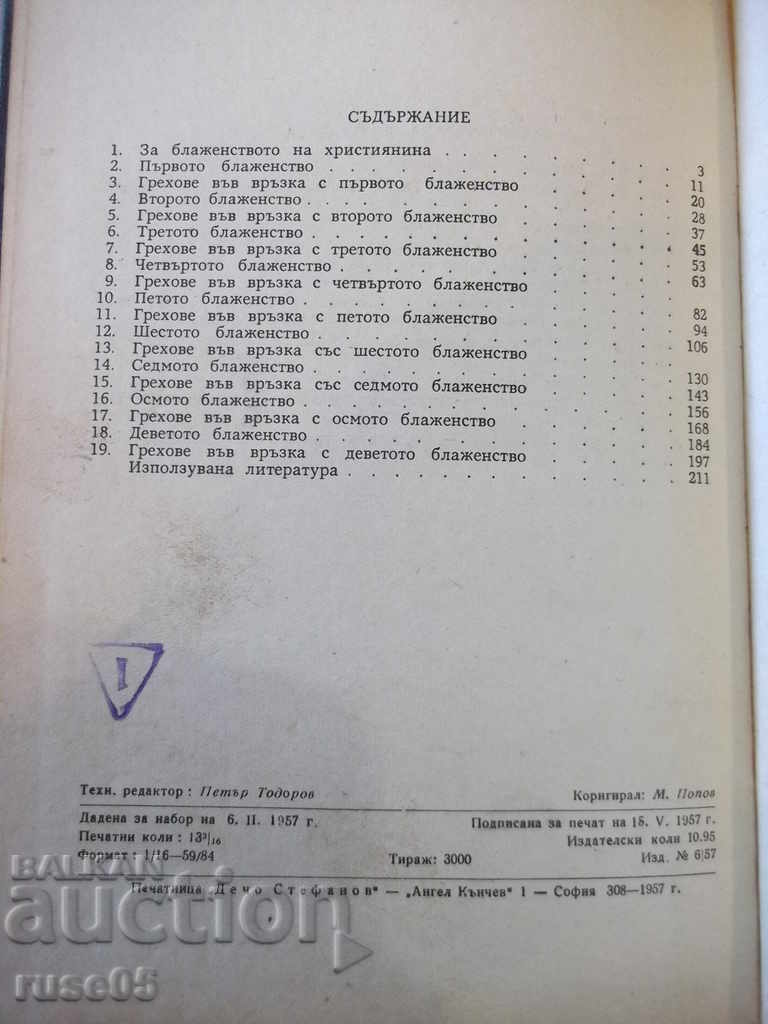 СЪДЪРЖАНИЕ
1. За блаженството на християнина . . . . . . . . 3
2. Първото блаженство . . . . . . . . . . . 11
3. Грехове във връзка с първото блаженство . . . . 20
4. Второто блаженство . . . . . . . . . . . 28
5. Грехове във връзка с второто блаженство . . . . 37
6. Третото блаженство . . . . . . . . . . . 45
7. Грехове във връзка с третото блаженство . . . . 53
8. Четвъртото блаженство . . . . . . . . . . 63
9. Грехове във връзка с четвъртото блаженство . . .
10. Петото блаженство . . . . . . . . . . . 82
11. Грехове във връзка с петото блаженство . . . . 94
12. Шестото блаженство . . . . . . . . . . . 106
13. Грехове във връзка със шестото блаженство . . .
14. Седмото блаженство . . . . . . . . . . . 130
15. Грехове във връзка със седмото блаженство . . . 143
16. Осмото блаженство . . . . . . . . . . . 156
17. Грехове във връзка с осмото блаженство . . . . 168
18. Деветото блаженство . . . . . . . . . . . 184
19. Грехове във връзка с деветото блаженство . . . 197
Използувана литература . . . . . . . . . . 211
I
Техн. редактор: Петър Тодоров Коригирал: М. Попов
Дадена за набор на 6. II. 1957 г. Подписана за печат на 18. V. 1957 г.
Печатни коли: 13³/₁₆ Издателски коли 10.95
Формат: 1/16—59/84 Тираж: 3000 Изд. № 6/57
Печатница „Дечо Стефанов“ — „Ангел Кънчев“ 1 — София 308—1957 г.
BALKAN
auction
ruse05